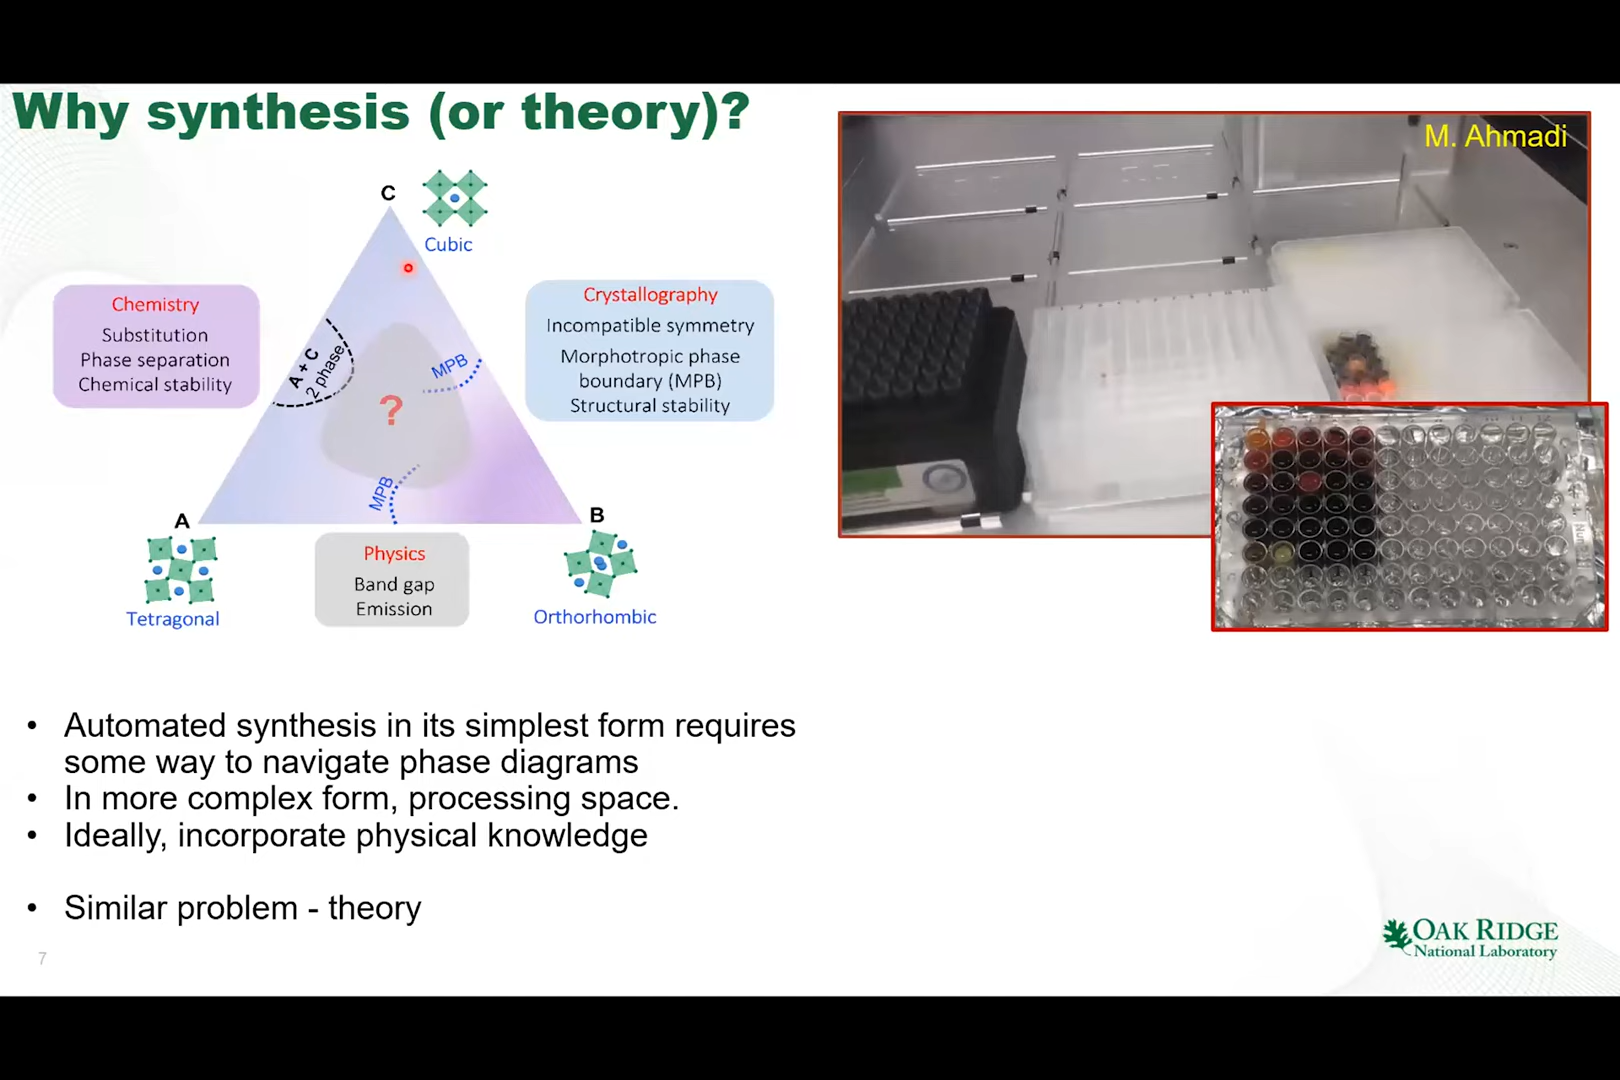 Why synthesis (or theory)?
M. Ahmadi
C
Cubic
Chemistry
Substitution
Phase separation
Chemical stability
Crystallography
Incompatible symmetry
Morphotropic phase
boundary (MPB)
Structural stability
A + C
2 phase
MPB
?
MPB
A
B
Tetragonal
Physics
Band gap
Emission
Orthorhombic
• Automated synthesis in its simplest form requires
some way to navigate phase diagrams
• In more complex form, processing space.
• Ideally, incorporate physical knowledge
• Similar problem - theory
OAK RIDGE
National Laboratory
7